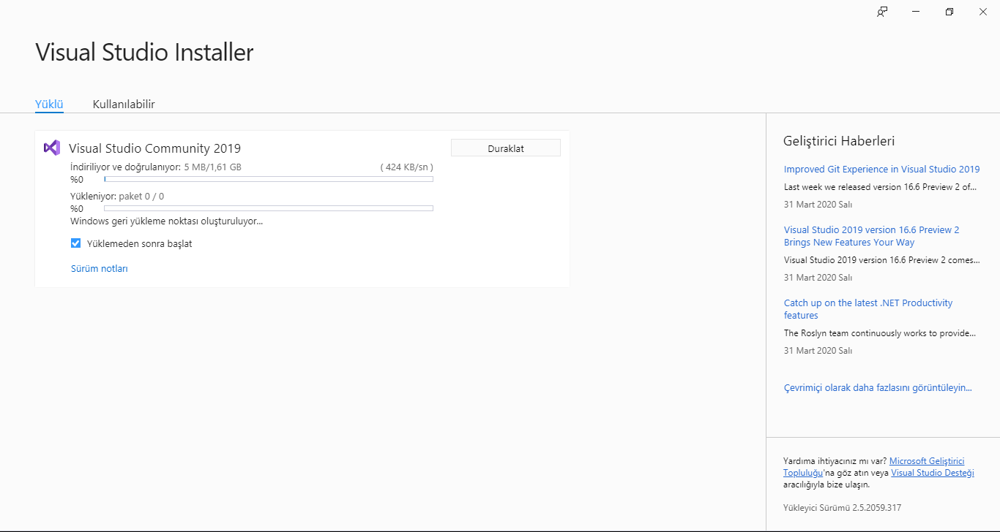 Visual Studio Installer
Yüklü
Kullanılabilir
Visual Studio Community 2019
Duraklat
İndiriliyor ve doğrulanıyor: 5 MB/1,61 GB
( 424 KB/sn )
%0
Yükleniyor: paket 0 / 0
%0
Windows geri yükleme noktası oluşturuluyor...
Yüklemeden sonra başlat
Sürüm notları
Geliştirici Haberleri
Improved Git Experience in Visual Studio 2019
Last week we released version 16.6 Preview 2 of...
31 Mart 2020 Salı
Visual Studio 2019 version 16.6 Preview 2
Brings New Features Your Way
Visual Studio 2019 version 16.6 Preview 2 comes...
31 Mart 2020 Salı
Catch up on the latest .NET Productivity
features
The Roslyn team continuously works to provide...
31 Mart 2020 Salı
Çevrimiçi olarak daha fazlasını görüntüleyin...
Yardıma ihtiyacınız mı var? Microsoft Geliştirici
Topluluğu'na göz atın veya Visual Studio Desteği
aracılığıyla bize ulaşın.
Yükleyici Sürümü 2.5.2059.317